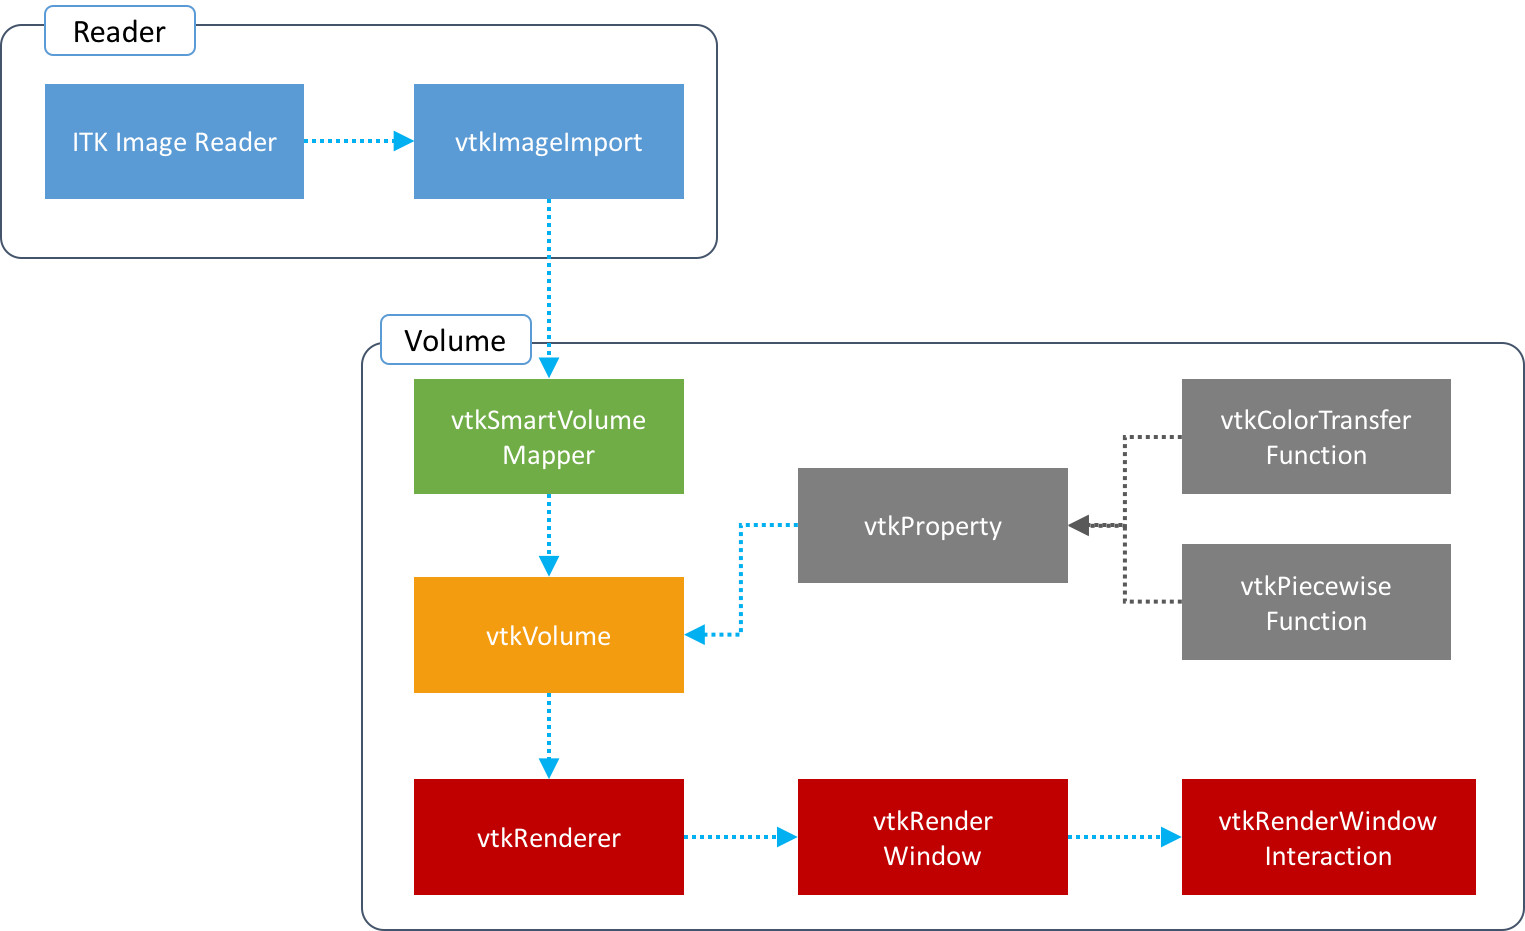 Reader
ITK Image Reader
vtkImageImport
Volume
vtkSmartVolume
Mapper
vtkColorTransfer
Function
vtkProperty
vtkPiecewise
Function
vtkVolume
vtkRenderer
vtkRender
Window
vtkRenderWindow
Interaction